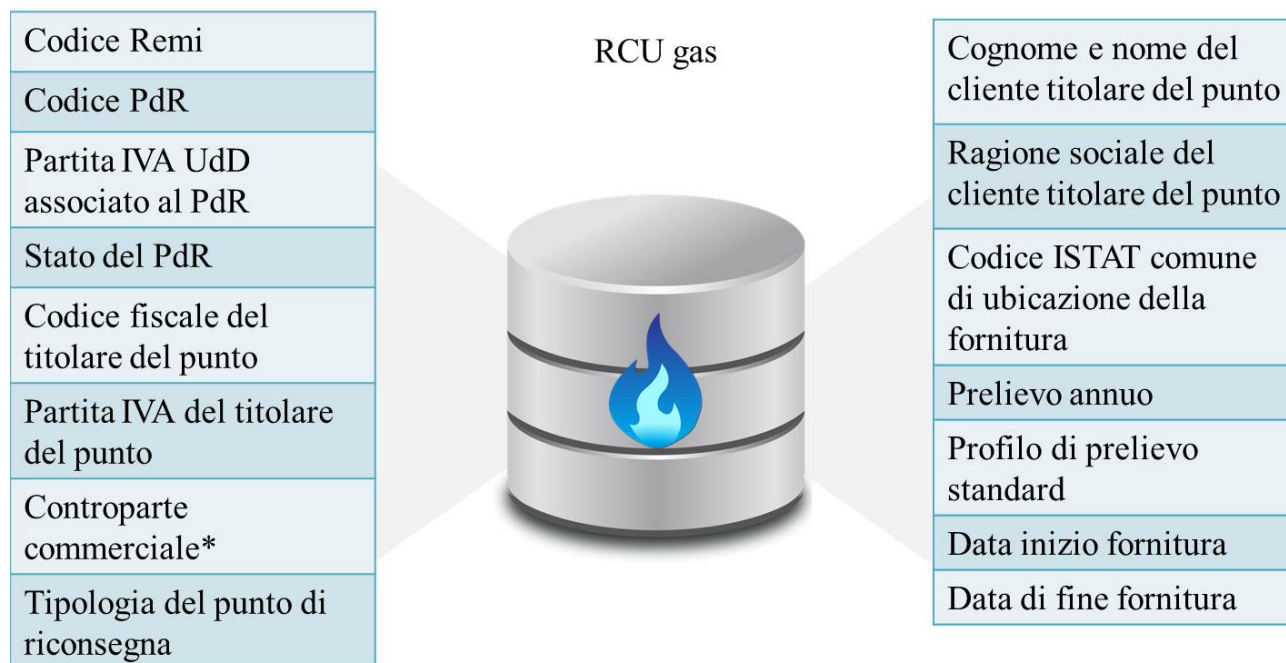 Codice Remi
Codice PdR
Partita IVA UdD
associato al PdR
Stato del PdR
Codice fiscale del
titolare del punto
Partita IVA del titolare
del punto
Controparte
commerciale*
Tipologia del punto di
riconsegna
RCU gas
Cognome e nome del
cliente titolare del punto
Ragione sociale del
cliente titolare del punto
Codice ISTAT comune
di ubicazione della
fornitura
Prelievo annuo
Profilo di prelievo
standard
Data inizio fornitura
Data di fine fornitura